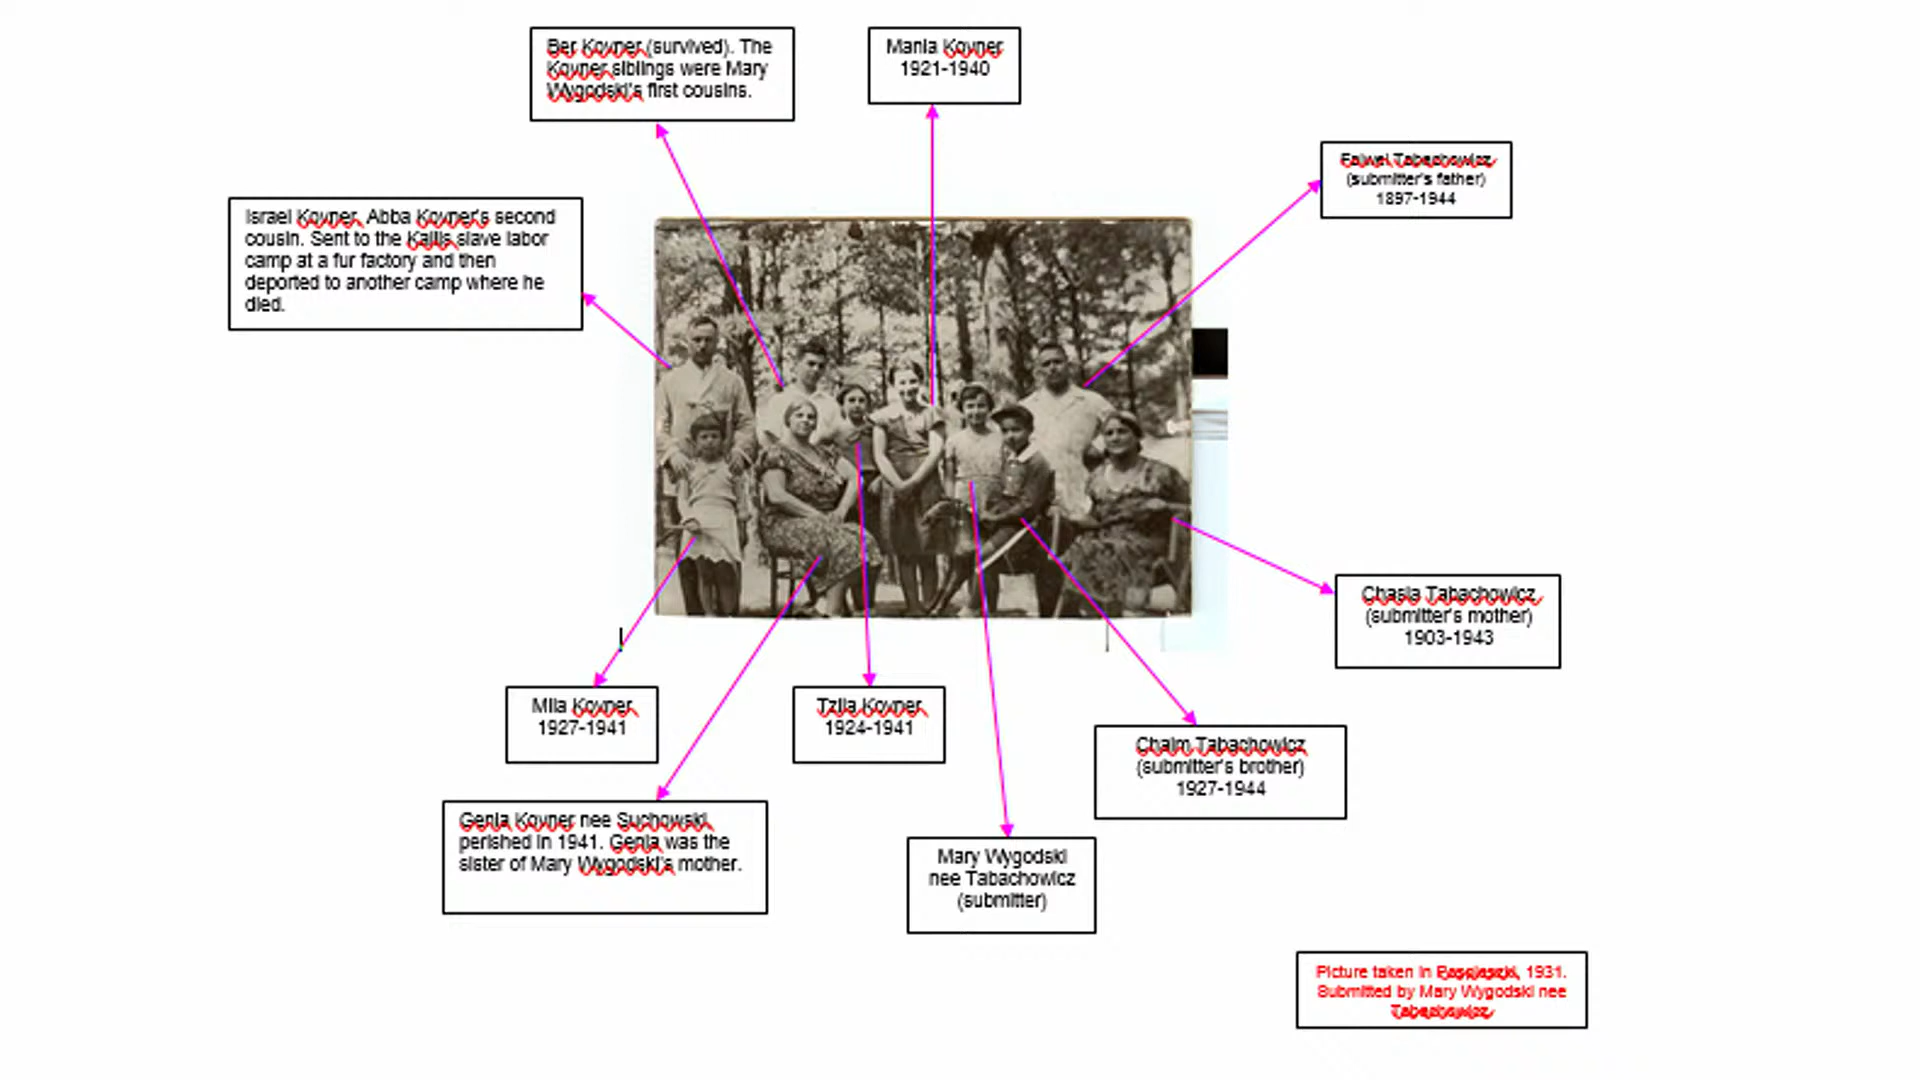 Ber Kovner (survived). The
Kovner siblings were Mary
Wygodski's first cousins.
Mania Kovner
1921-1940
Faiwel Tabachowicz
(submitter's father)
1897-1944
Israel Kovner, Abba Kovner's second
cousin. Sent to the Kailis slave labor
camp at a fur factory and then
deported to another camp where he
died.
Chasia Tabachowicz
(submitter's mother)
1903-1943
Mila Kovner
1927-1941
Tzila Kovner
1924-1941
Chaim Tabachowicz
(submitter's brother)
1927-1944
Genia Kovner nee Suchowski,
perished in 1941. Genia was the
sister of Mary Wygodski's mother.
Mary Wygodski
nee Tabachowicz
(submitter)
Picture taken in 1931.
Submitted by Mary Wygodski nee
Tabachowicz